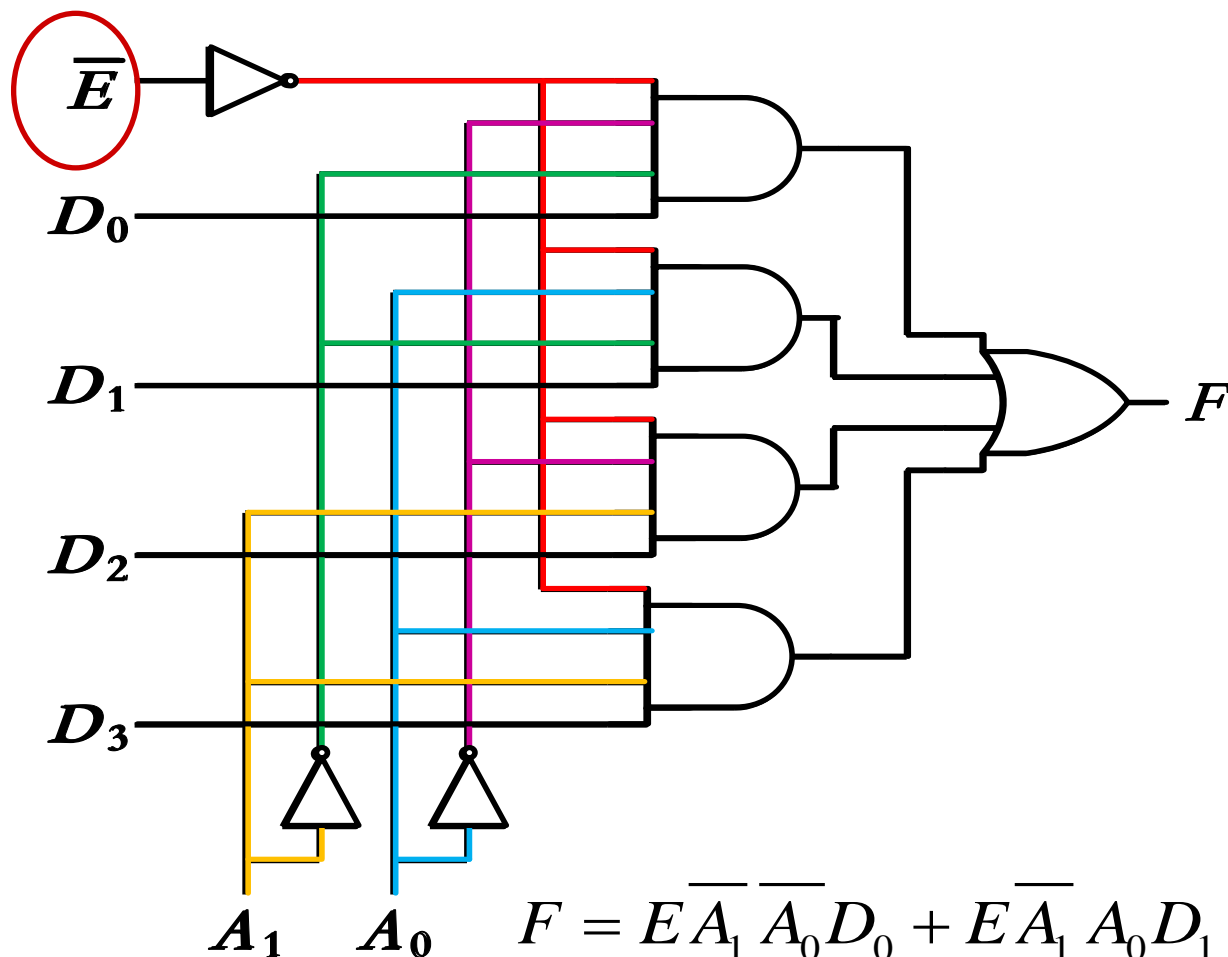 E̅
D₀
D₁
F
D₂
D₃
A₁ A₀
F = E A̅₁ A̅₀ D₀ + E A̅₁ A₀ D₁